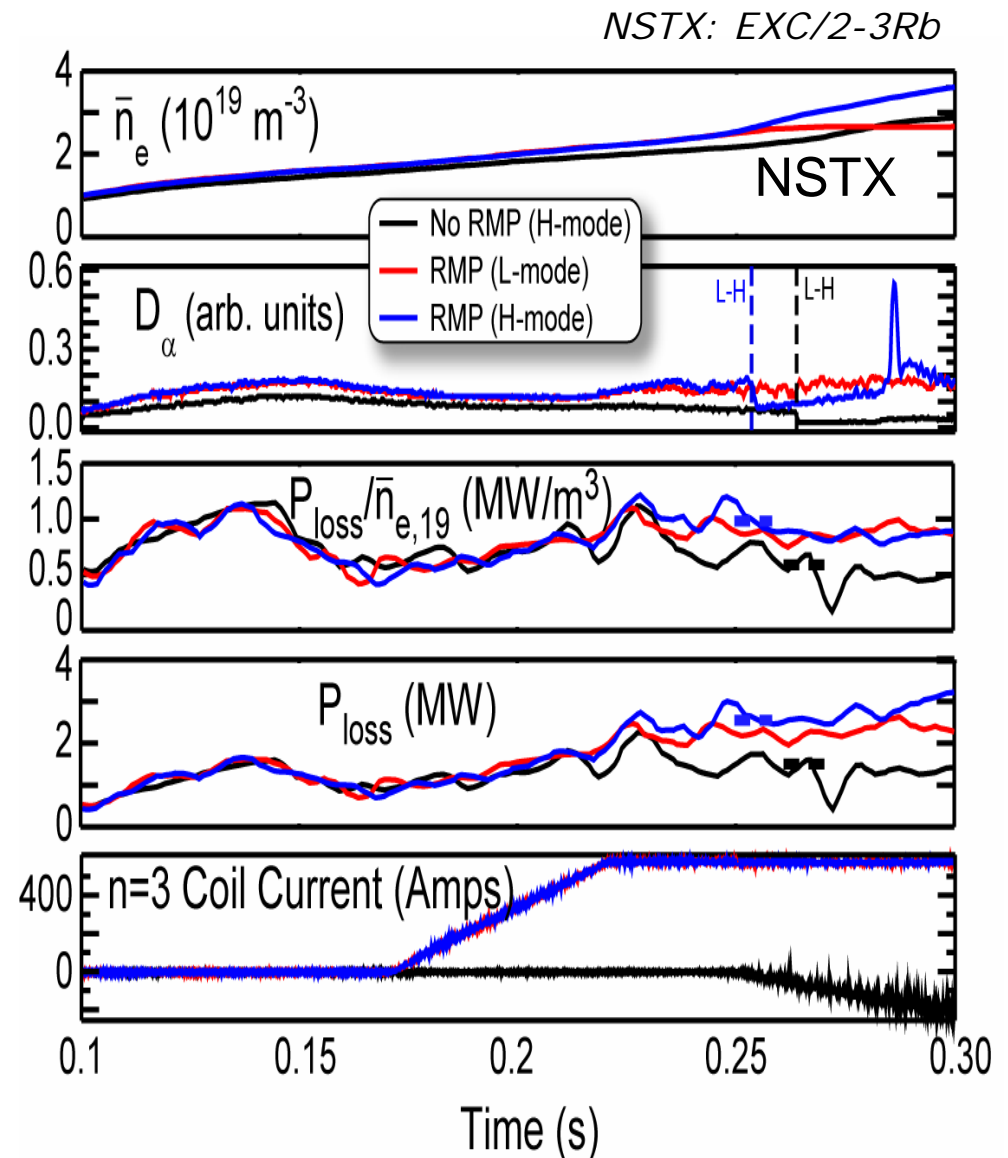 NSTX: EXC/2-3Rb
4
2
0
n̄e (10^19 m^-3)
NSTX
No RMP (H-mode)
RMP (L-mode)
RMP (H-mode)
0.6
0.3
0.0
Dα (arb. units)
L-H
L-H
1.5
1.0
0.5
0
Ploss/n̄e,19 (MW/m^3)
4
2
0
Ploss (MW)
400
0
n=3 Coil Current (Amps)
0.1 0.15 0.2 0.25 0.30
Time (s)